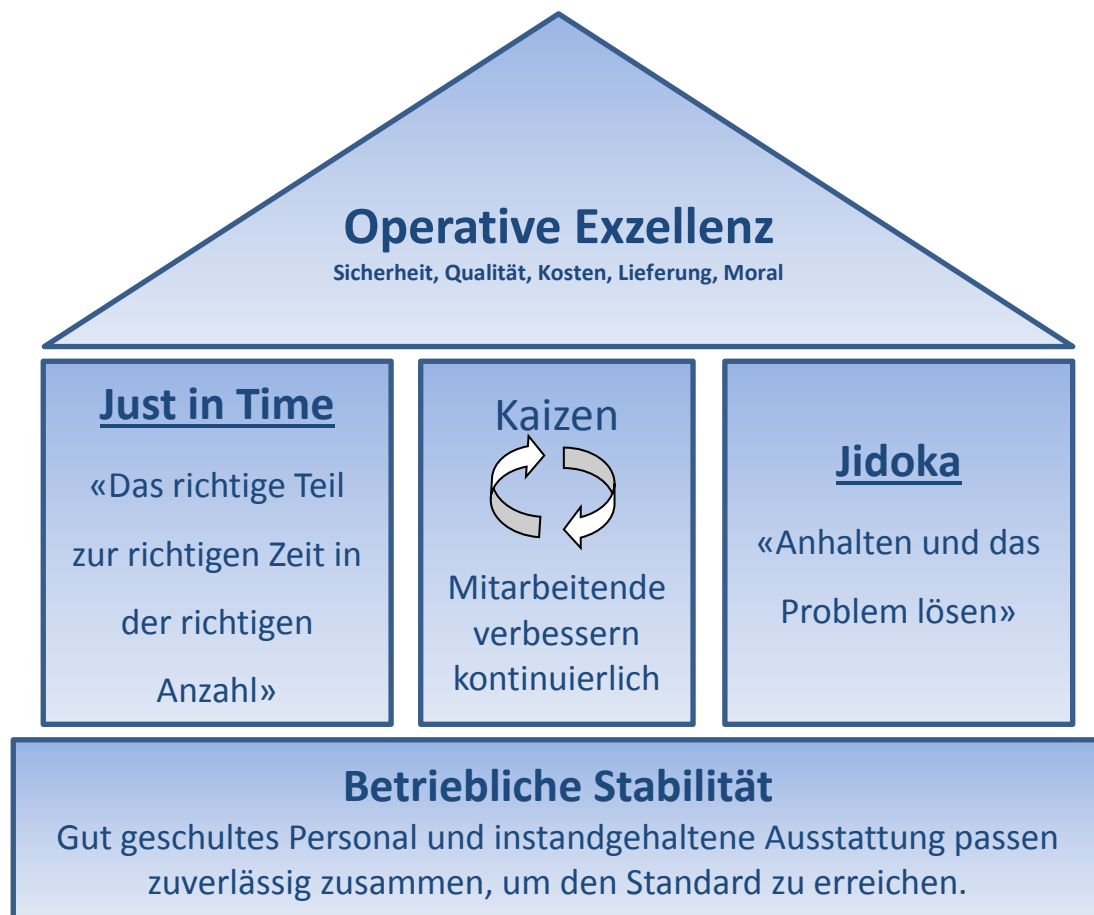 Operative Exzellenz
Sicherheit, Qualität, Kosten, Lieferung, Moral
Just in Time
«Das richtige Teil
zur richtigen Zeit in
der richtigen
Anzahl»
Kaizen
Mitarbeitende
verbessern
kontinuierlich
Jidoka
«Anhalten und das
Problem lösen»
Betriebliche Stabilität
Gut geschultes Personal und instandgehaltene Ausstattung passen
zuverlässig zusammen, um den Standard zu erreichen.